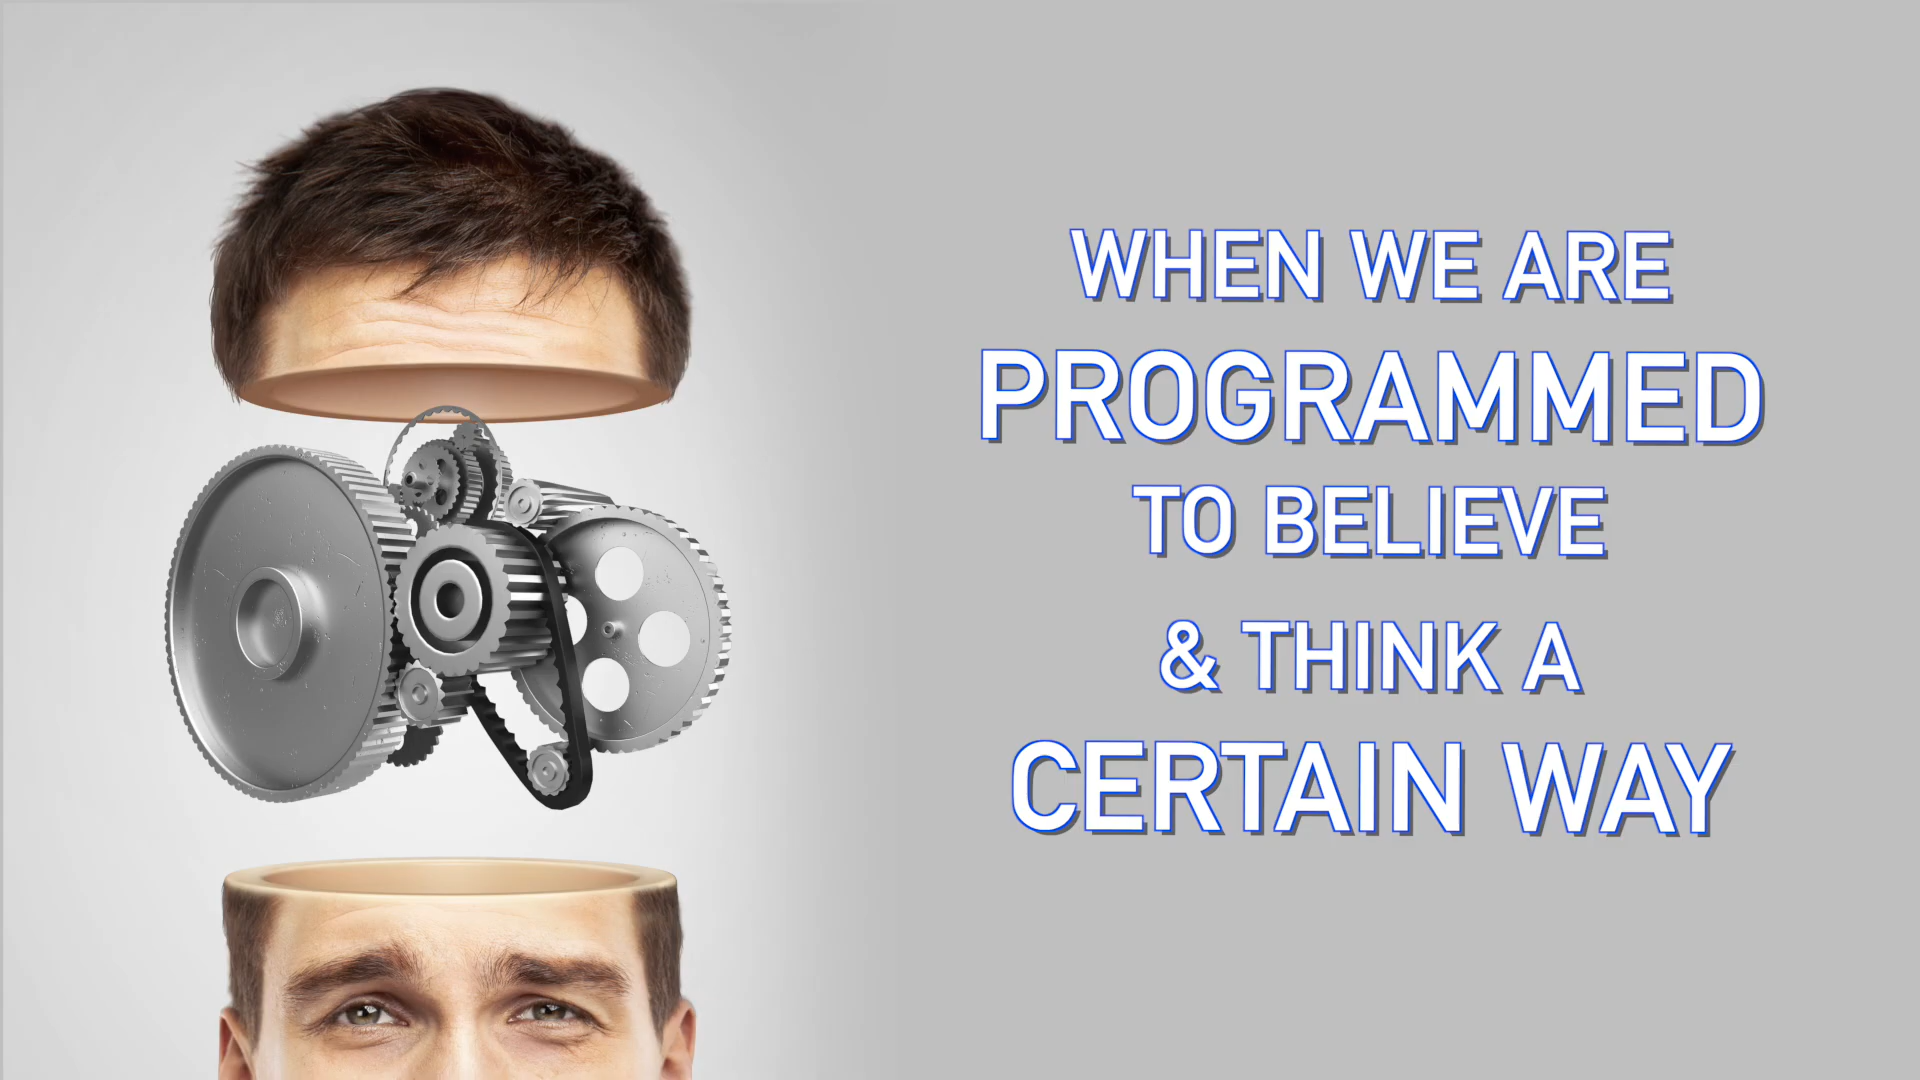 WHEN WE ARE
PROGRAMMED
TO BELIEVE
& THINK A
CERTAIN WAY